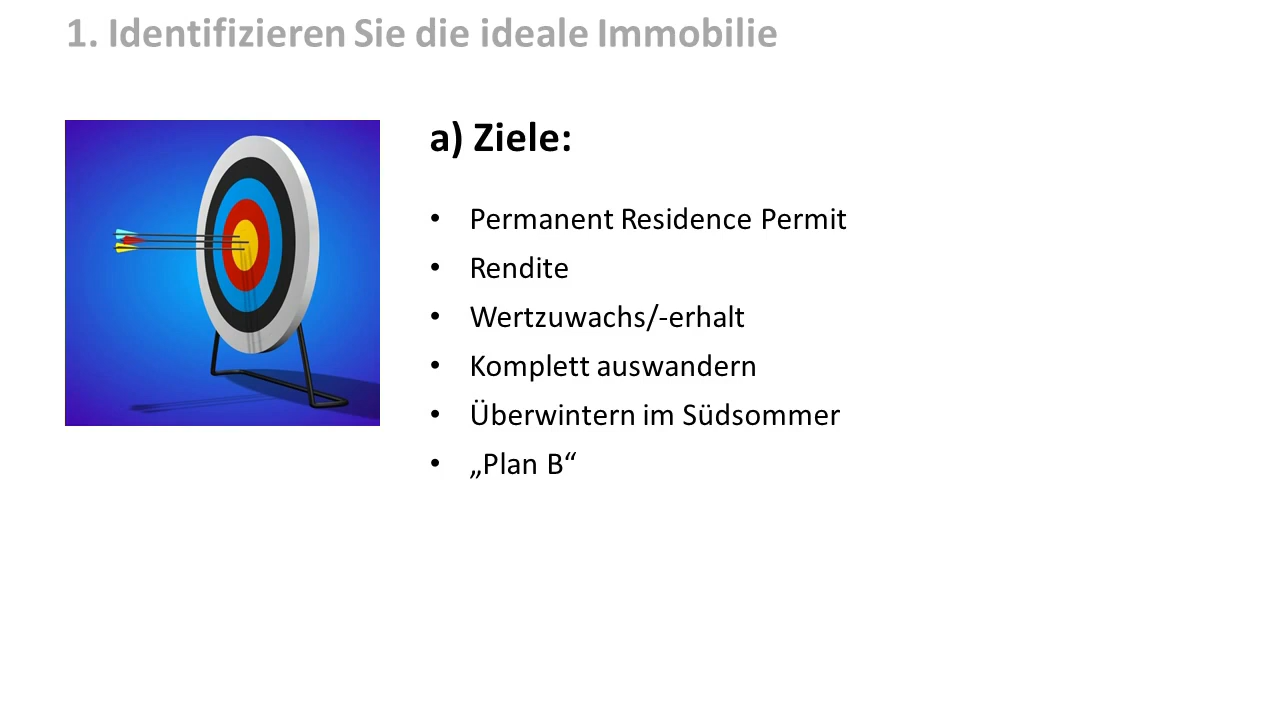 1. Identifizieren Sie die ideale Immobilie
a) Ziele:
• Permanent Residence Permit
• Rendite
• Wertzuwachs/-erhalt
• Komplett auswandern
• Überwintern im Südsommer
• „Plan B“